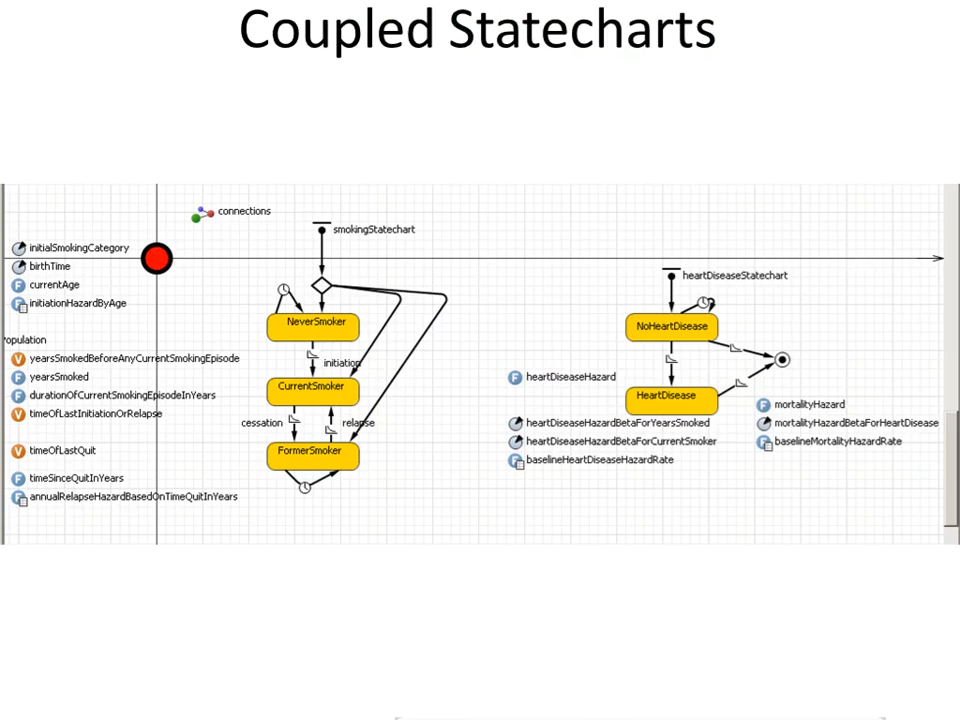 Coupled Statecharts
connections
smokingStatechart
initialSmokingCategory
birthTime
currentAge
initiationHazardByAge
heartDiseaseStatechart
NeverSmoker
NoHeartDisease
Population
yearsSmokedBeforeAnyCurrentSmokingEpisode
initiation
yearsSmoked
heartDiseaseHazard
CurrentSmoker
HeartDisease
durationOfCurrentSmokingEpisodeInYears
mortalityHazard
timeOfLastInitiationOrRelapse
cessation
relapse
heartDiseaseHazardBetaForYearsSmoked
mortalityHazardBetaForHeartDisease
heartDiseaseHazardBetaForCurrentSmoker
baselineMortalityHazardRate
timeOfLastQuit
FormerSmoker
baselineHeartDiseaseHazardRate
timeSinceQuitInYears
annualRelapseHazardBasedOnTimeQuitInYears
F
F
V
F
F
V
V
F
F
F
F
F
F
F